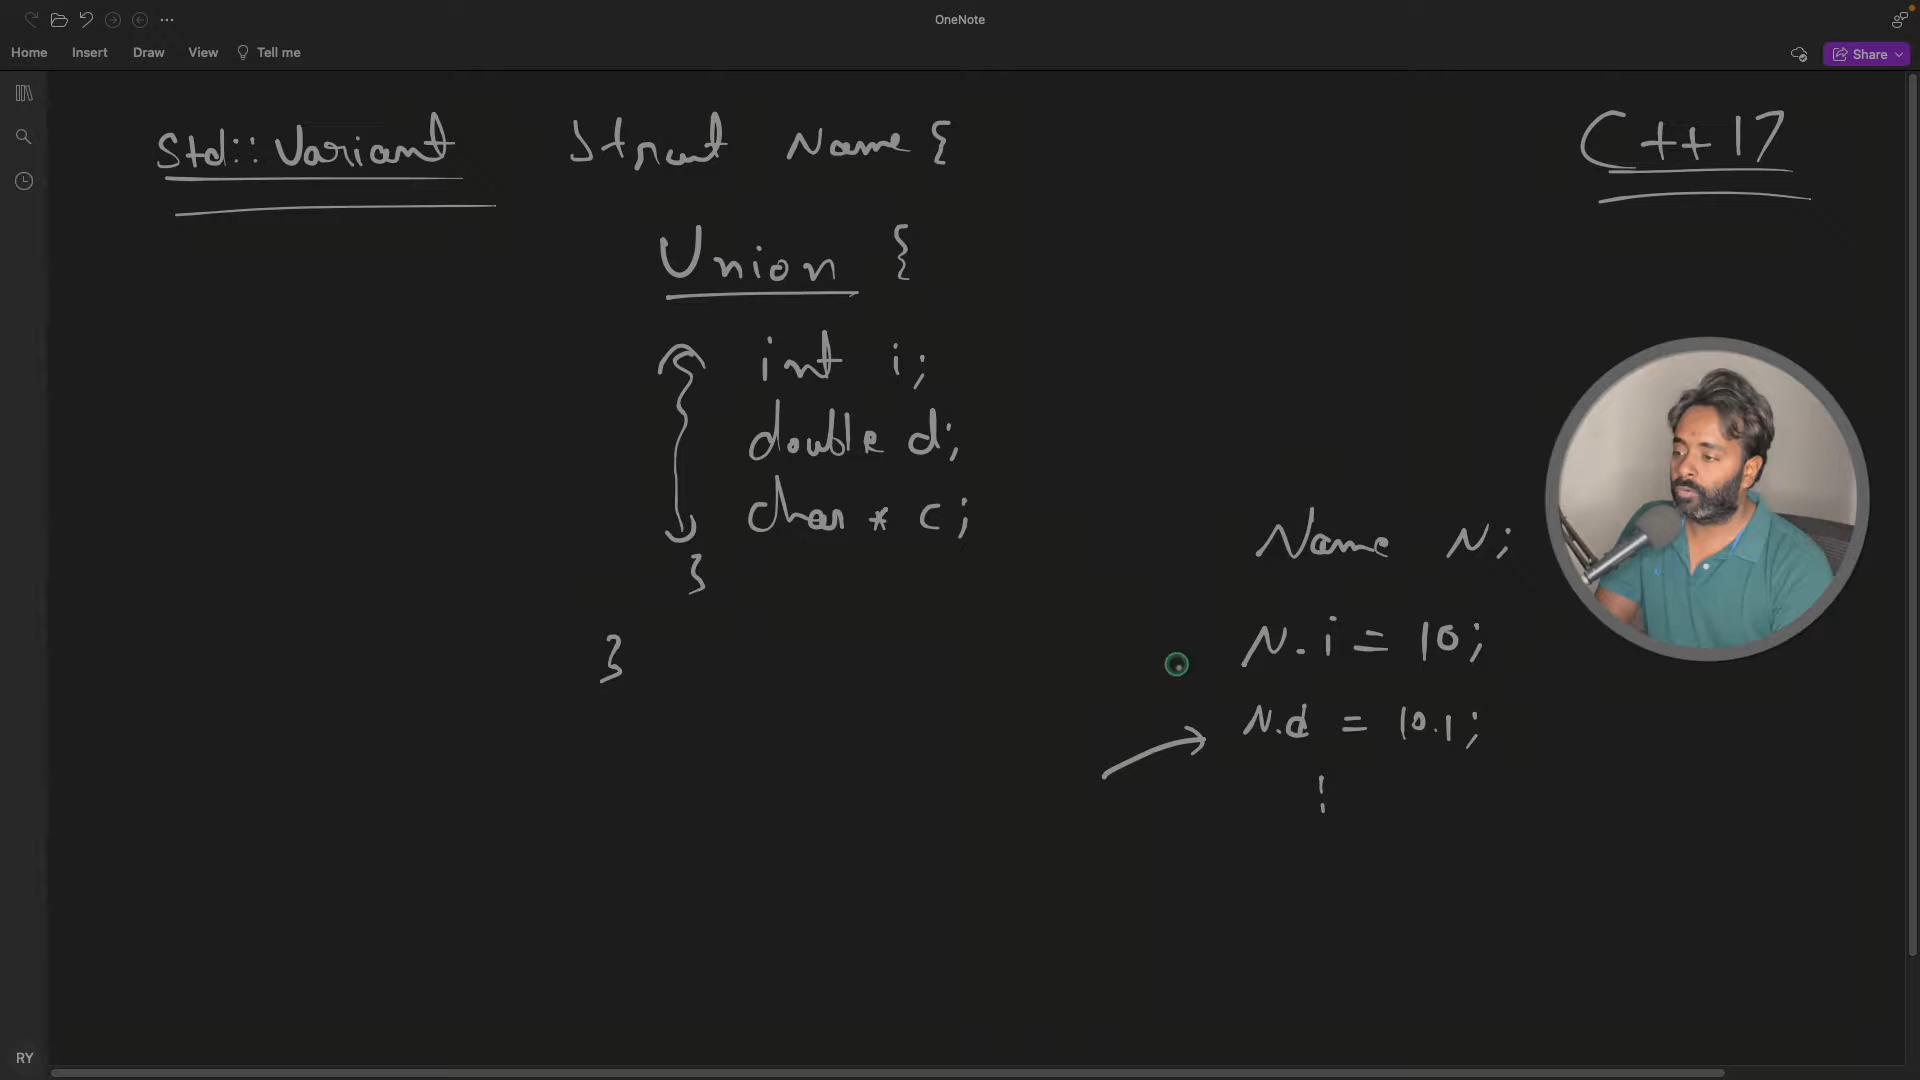 OneNote
Home Insert Draw View Tell me
Share
Std::Variant Struct Name {
C++17
Union {
int i;
double d;
char * c;
}
}
Name N;
N.i = 10;
N.d = 10.1;
RY